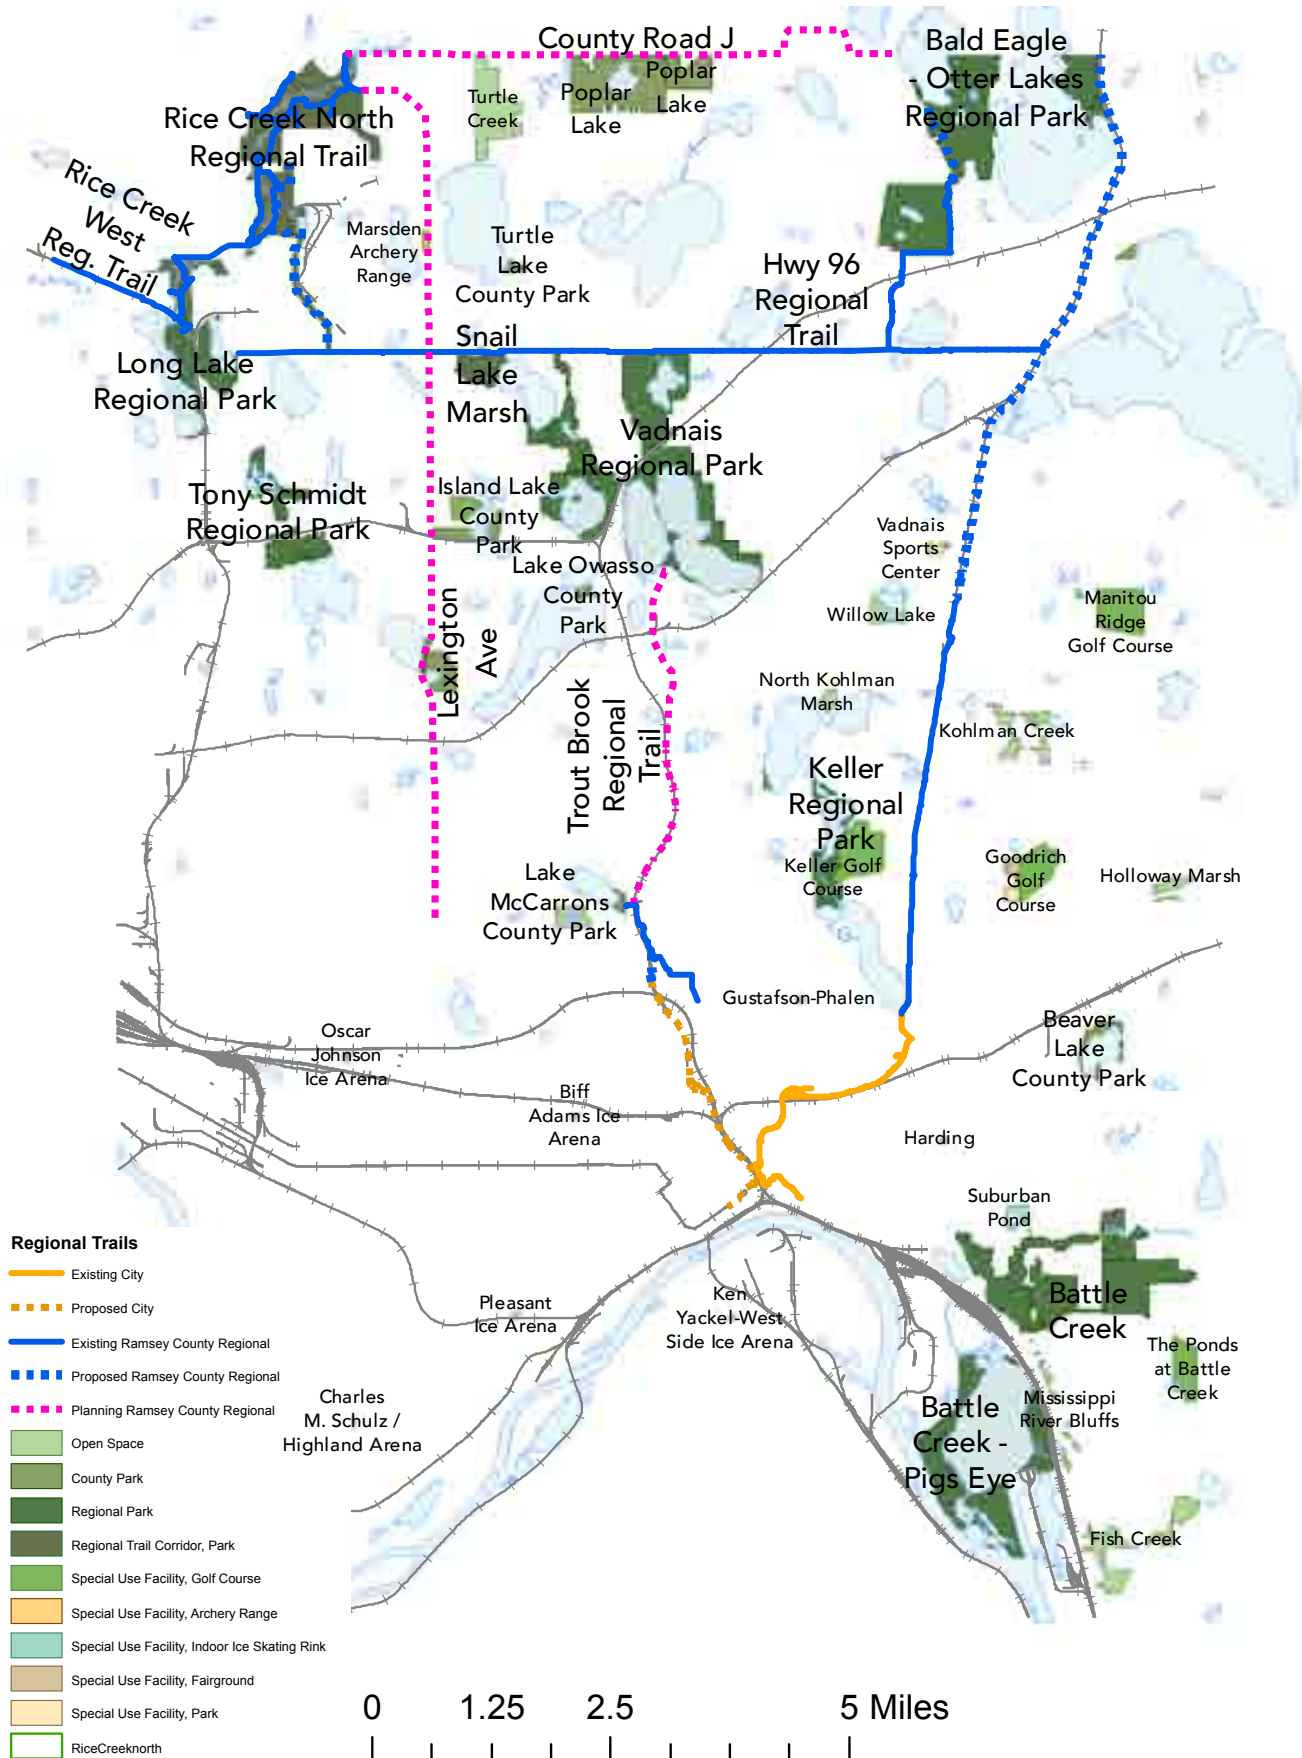 County Road J
Bald Eagle
- Otter Lakes
Regional Park
Poplar
Lake
Poplar
Lake
Turtle
Creek
Rice Creek North
Regional Trail
Rice Creek
West
Reg. Trail
Marsden
Archery
Range
Turtle
Lake
County Park
Hwy 96
Regional
Trail
Snail
Lake
Marsh
Long Lake
Regional Park
Vadnais
Regional Park
Tony Schmidt
Regional Park
Island Lake
County
Park
Lake Owasso
County
Park
Vadnais
Sports
Center
Willow Lake
Manitou
Ridge
Golf Course
Lexington
Ave
North Kohlman
Marsh
Kohlman Creek
Trout Brook
Regional
Trail
Keller
Regional
Park
Keller Golf
Course
Goodrich
Golf
Course
Holloway Marsh
Lake
McCarrons
County Park
Gustafson-Phalen
Oscar
Johnson
Ice Arena
Beaver
Lake
County Park
Biff
Adams Ice
Arena
Harding
Suburban
Pond
Battle
Creek
Pleasant
Ice Arena
Ken
Yackel-West
Side Ice Arena
The Ponds
at Battle
Creek
Mississippi
River Bluffs
Charles
M. Schulz /
Highland Arena
Battle
Creek -
Pigs Eye
Fish Creek
Regional Trails
Existing City
Proposed City
Existing Ramsey County Regional
Proposed Ramsey County Regional
Planning Ramsey County Regional
Open Space
County Park
Regional Park
Regional Trail Corridor, Park
Special Use Facility, Golf Course
Special Use Facility, Archery Range
Special Use Facility, Indoor Ice Skating Rink
Special Use Facility, Fairground
Special Use Facility, Park
RiceCreeknorth
0 1.25 2.5 5 Miles